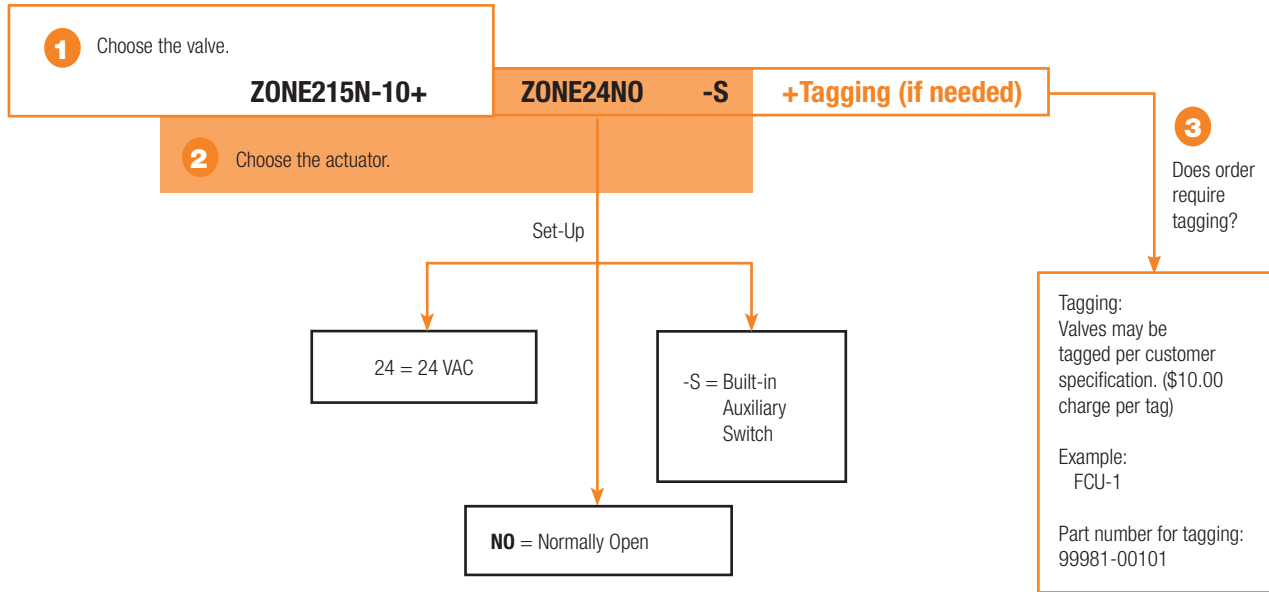 1 Choose the valve.
ZONE215N-10+ ZONE24NO -S +Tagging (if needed)
2 Choose the actuator.
3
Does order
require
tagging?
Set-Up
24 = 24 VAC
-S = Built-in
Auxiliary
Switch
NO = Normally Open
Tagging:
Valves may be
tagged per customer
specification. ($10.00
charge per tag)
Example:
FCU-1
Part number for tagging:
99981-00101